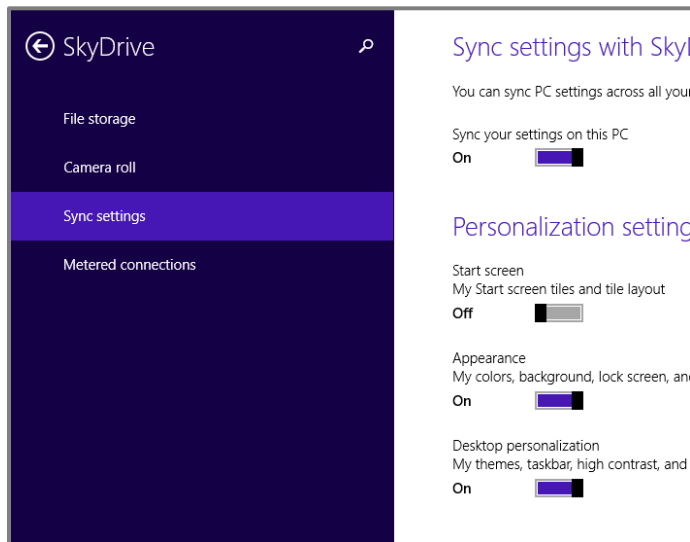 SkyDrive
File storage
Camera roll
Sync settings
Metered connections
Sync settings with Sky
You can sync PC settings across all your
Sync your settings on this PC
On
Personalization setting
Start screen
My Start screen tiles and tile layout
Off
Appearance
My colors, background, lock screen, and
On
Desktop personalization
My themes, taskbar, high contrast, and
On